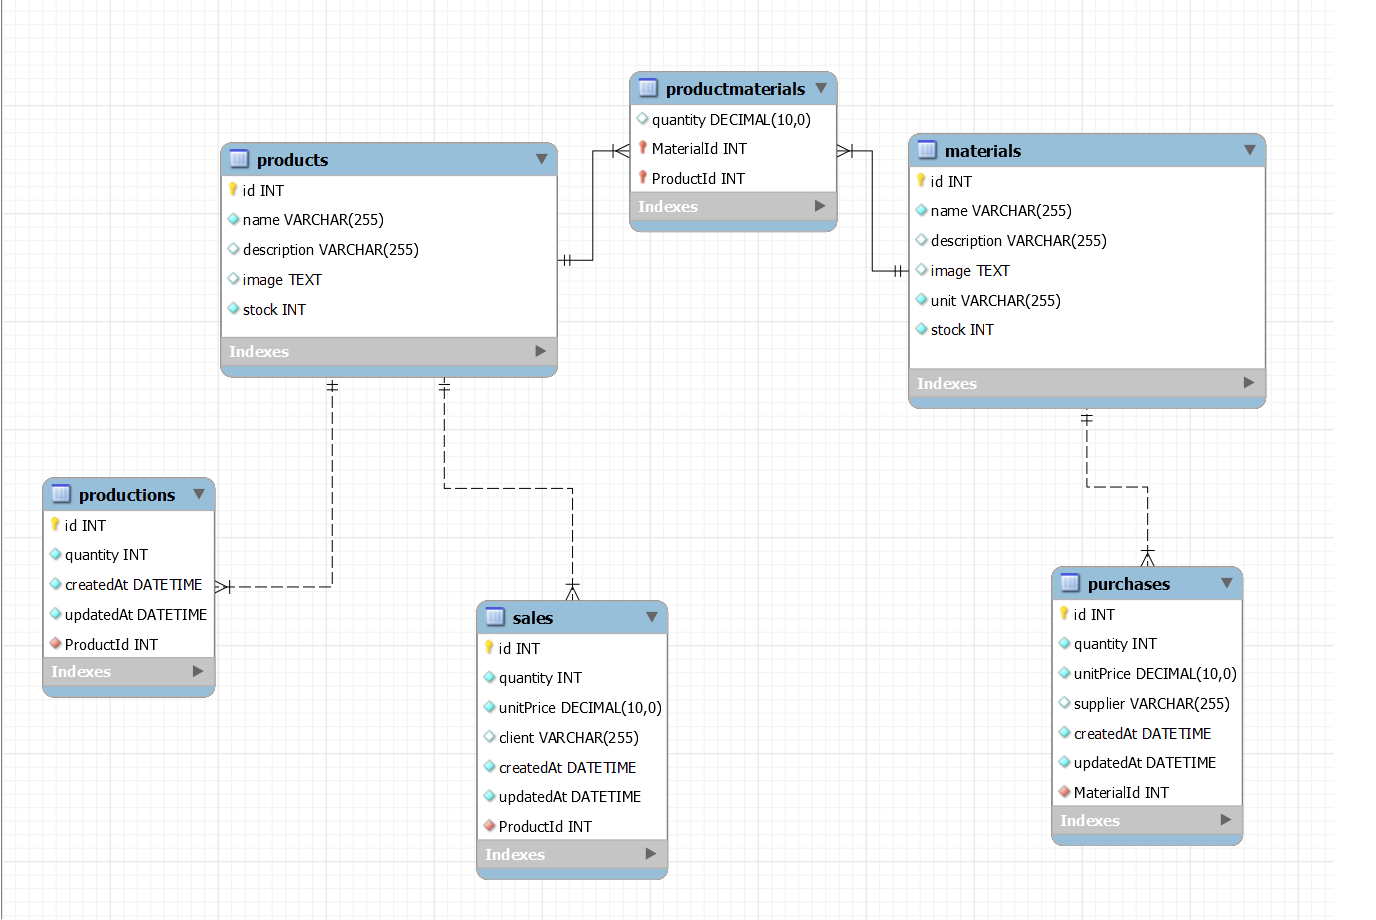 productmaterials
quantity DECIMAL(10,0)
MaterialId INT
ProductId INT
Indexes
products
id INT
name VARCHAR(255)
description VARCHAR(255)
image TEXT
stock INT
Indexes
materials
id INT
name VARCHAR(255)
description VARCHAR(255)
image TEXT
unit VARCHAR(255)
stock INT
Indexes
productions
id INT
quantity INT
createdAt DATETIME
updatedAt DATETIME
ProductId INT
Indexes
sales
id INT
quantity INT
unitPrice DECIMAL(10,0)
client VARCHAR(255)
createdAt DATETIME
updatedAt DATETIME
ProductId INT
Indexes
purchases
id INT
quantity INT
unitPrice DECIMAL(10,0)
supplier VARCHAR(255)
createdAt DATETIME
updatedAt DATETIME
MaterialId INT
Indexes